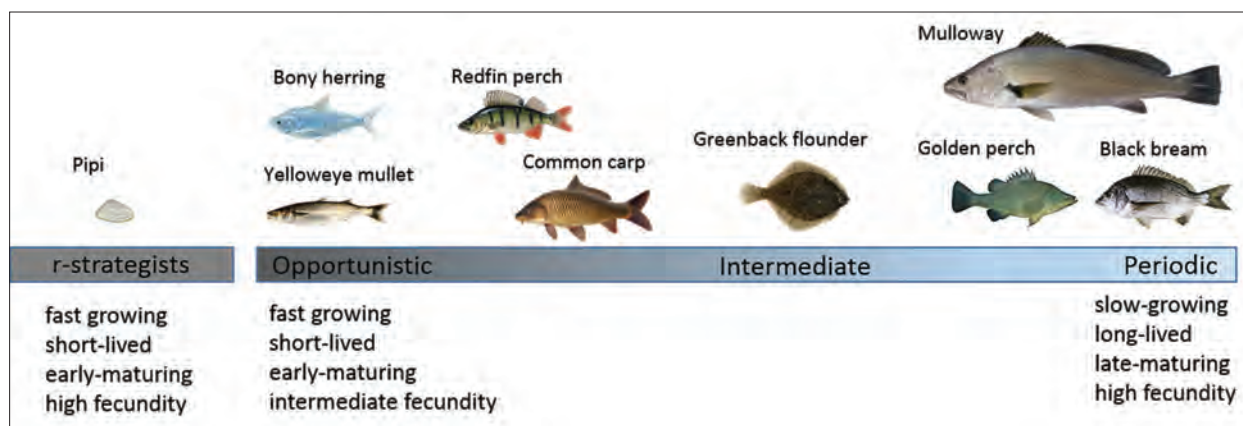 Mulloway
Bony herring
Redfin perch
Greenback flounder
Golden perch
Black bream
Pipi
Yelloweye mullet
Common carp
r-strategists
Opportunistic
Intermediate
Periodic
fast growing
short-lived
early-maturing
high fecundity
fast growing
short-lived
early-maturing
intermediate fecundity
slow-growing
long-lived
late-maturing
high fecundity